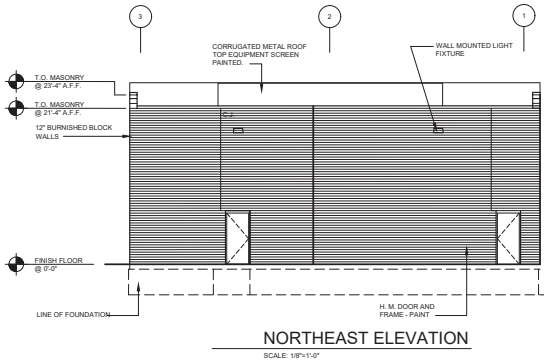 3
2
1
CORRUGATED METAL ROOF
TOP EQUIPMENT SCREEN
PAINTED.
WALL MOUNTED LIGHT
FIXTURE
T.O. MASONRY
@ 23'-4" A.F.F.
T.O. MASONRY
@ 21'-4" A.F.F.
C.J.
12" BURNISHED BLOCK
WALLS
FINISH FLOOR
@ 0'-0"
LINE OF FOUNDATION
H. M. DOOR AND
FRAME - PAINT
NORTHEAST ELEVATION
SCALE: 1/8"=1'-0"